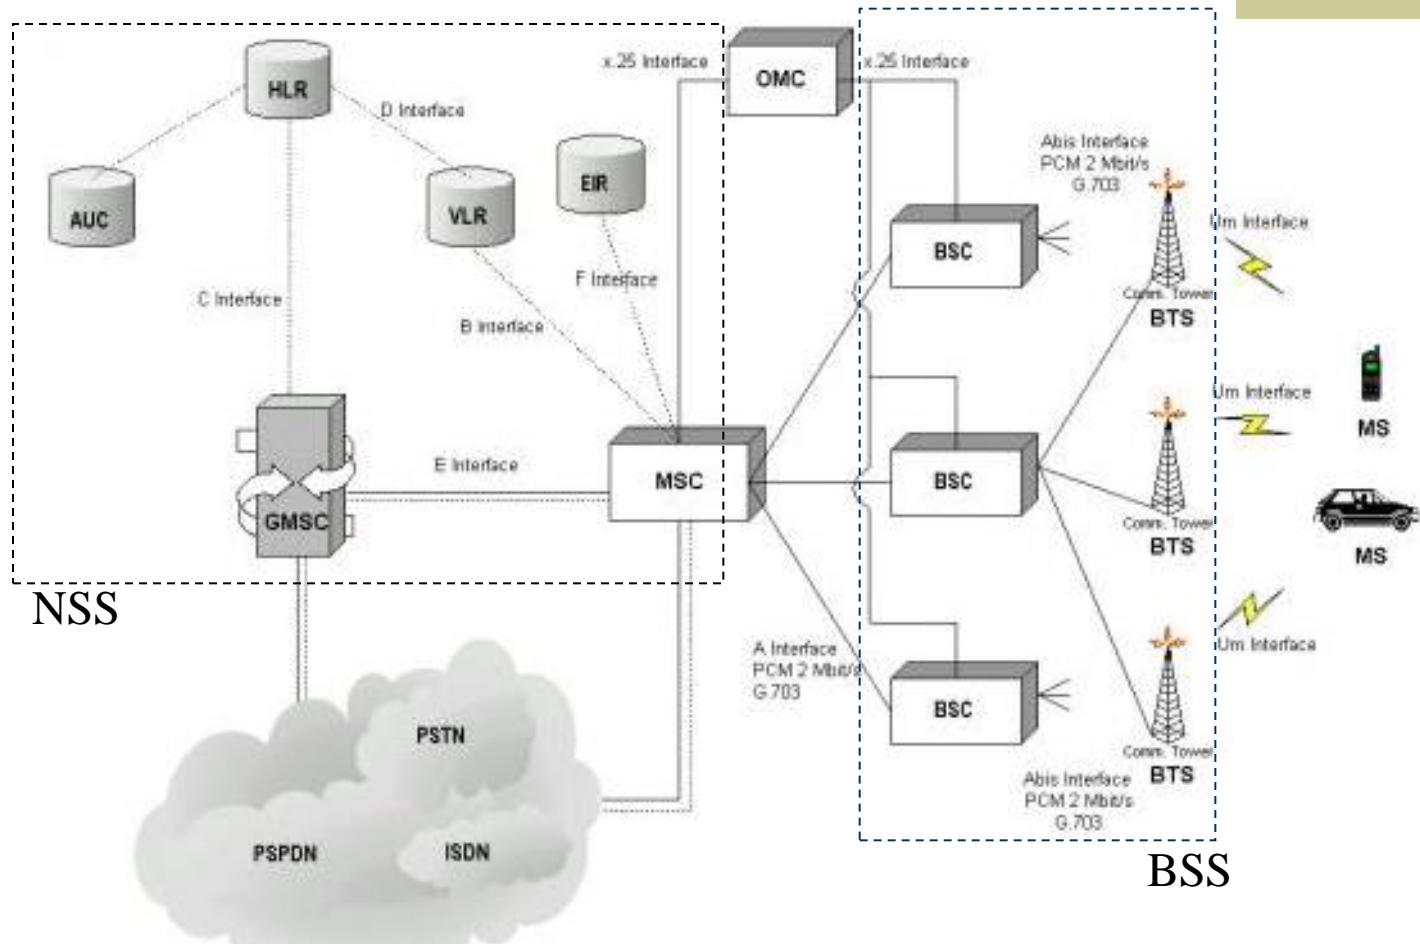 x.25 Interface
OMC
x.25 Interface
HLR
D Interface
Abis Interface
PCM 2 Mbit/s
G.703
EIR
AUC
VLR
Um Interface
BSC
F Interface
Comm. Tower
BTS
C Interface
B Interface
Um Interface
MS
E Interface
MSC
BSC
GMSC
Comm. Tower
BTS
MS
NSS
A Interface
PCM 2 Mbit/s
G.703
Um Interface
BSC
PSTN
Comm. Tower
BTS
Abis Interface
PCM 2 Mbit/s
G.703
PSPDN
ISDN
BSS